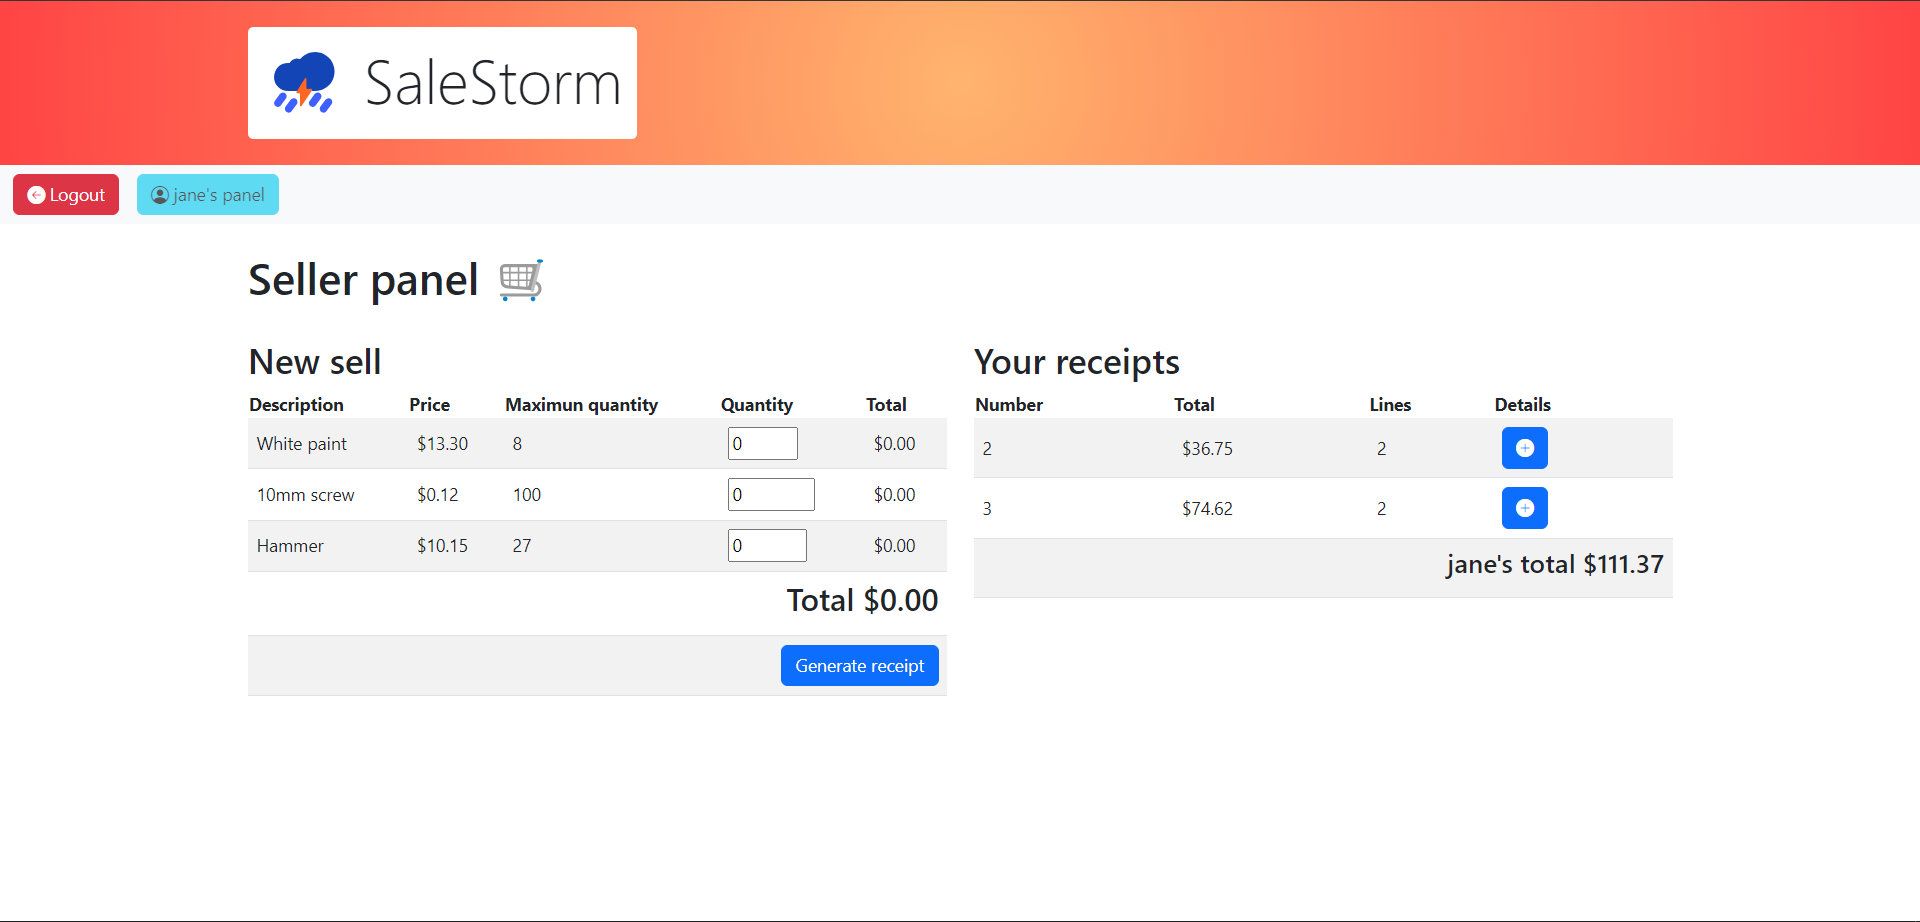 SaleStorm
Logout
jane's panel
Seller panel
New sell
Description Price Maximun quantity Quantity Total
White paint $13.30 8 0 $0.00
10mm screw $0.12 100 0 $0.00
Hammer $10.15 27 0 $0.00
Total $0.00
Generate receipt
Your receipts
Number Total Lines Details
2 $36.75 2
3 $74.62 2
jane's total $111.37